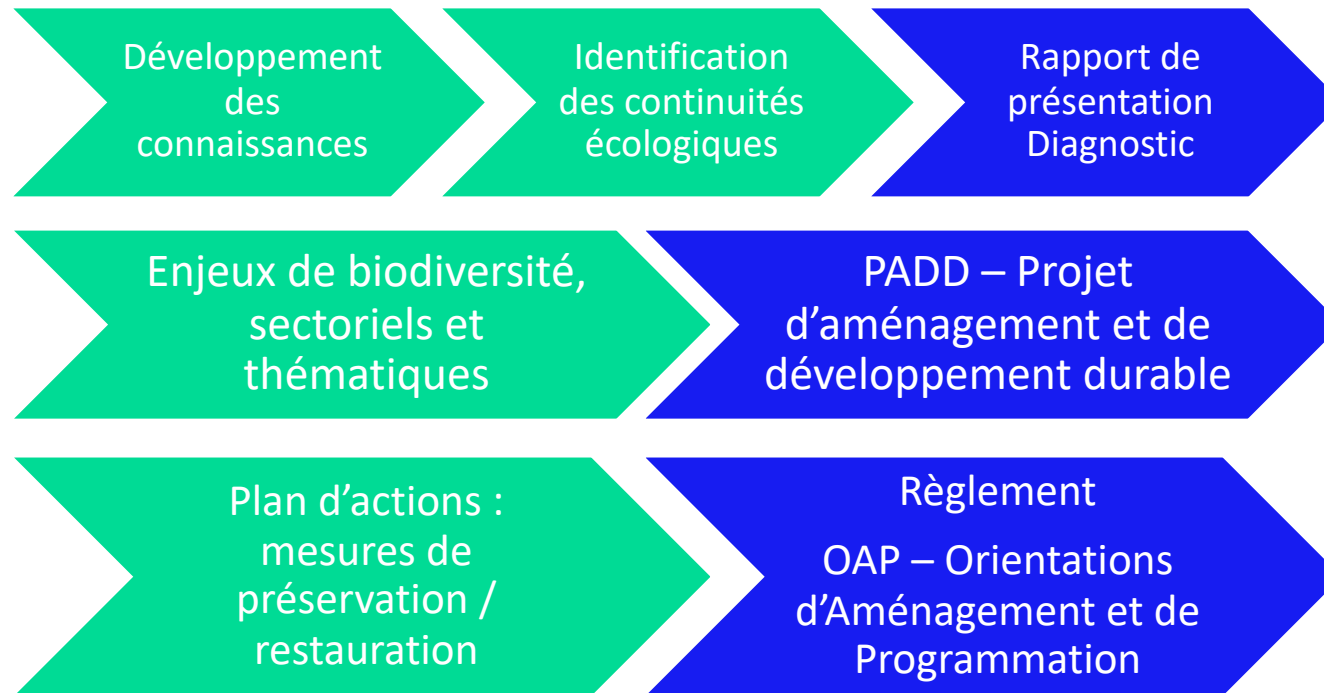 Développement
des
connaissances
Identification
des continuités
écologiques
Rapport de
présentation
Diagnostic
Enjeux de biodiversité,
sectoriels et
thématiques
PADD – Projet
d’aménagement et de
développement durable
Plan d’actions :
mesures de
préservation /
restauration
Règlement
OAP – Orientations
d’Aménagement et de
Programmation